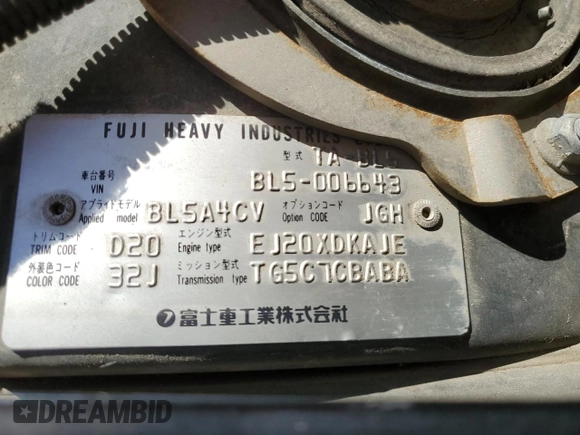 FUJI HEAVY INDUSTRIES
型式 TA-BL5
車台番号 VIN BL5-006643
アプライドモデル Applied model BL5A4CV オプションコード Option CODE JGH
トリムコード TRIM CODE D20 エンジン型式 Engine type EJ20XDKAJE
外装色コード COLOR CODE 32J ミッション型式 Transmission type TG5C7CBABA
富士重工業株式会社
DREAMBID